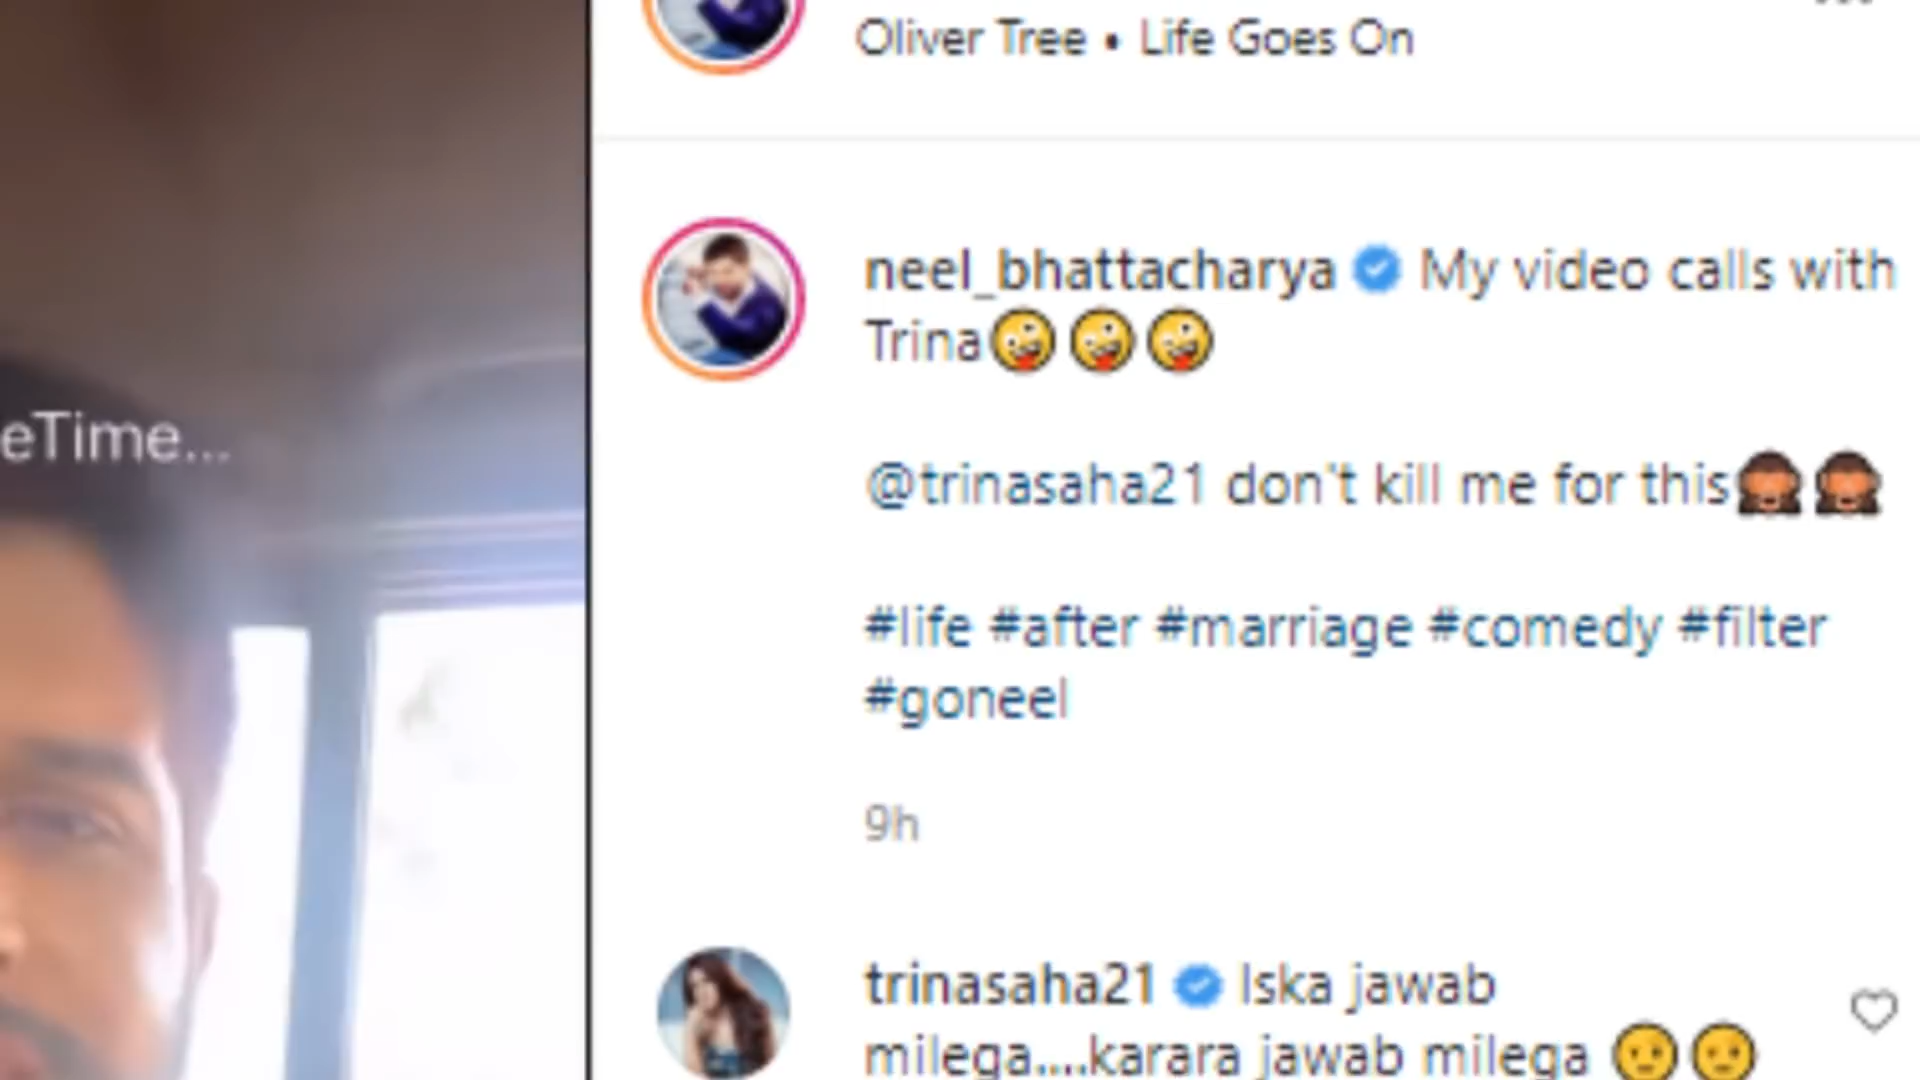 Oliver Tree • Life Goes On
eTime...
neel_bhattacharya My video calls with
Trina🤪🤪🤪
@trinasaha21 don't kill me for this🙈🙈
#life #after #marriage #comedy #filter
#goneel
9h
trinasaha21 Iska jawab
milega....karara jawab milega 🫡🫡